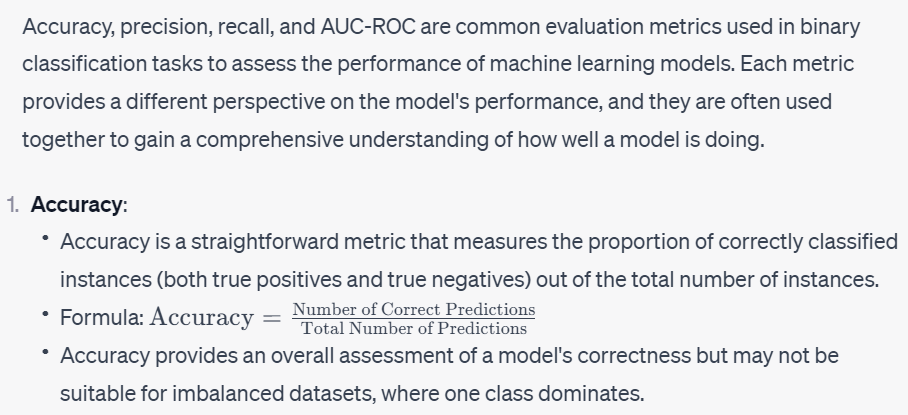 Accuracy, precision, recall, and AUC-ROC are common evaluation metrics used in binary
classification tasks to assess the performance of machine learning models. Each metric
provides a different perspective on the model's performance, and they are often used
together to gain a comprehensive understanding of how well a model is doing.
1. Accuracy:
• Accuracy is a straightforward metric that measures the proportion of correctly classified
instances (both true positives and true negatives) out of the total number of instances.
• Formula: Accuracy = Number of Correct Predictions / Total Number of Predictions
• Accuracy provides an overall assessment of a model's correctness but may not be
suitable for imbalanced datasets, where one class dominates.